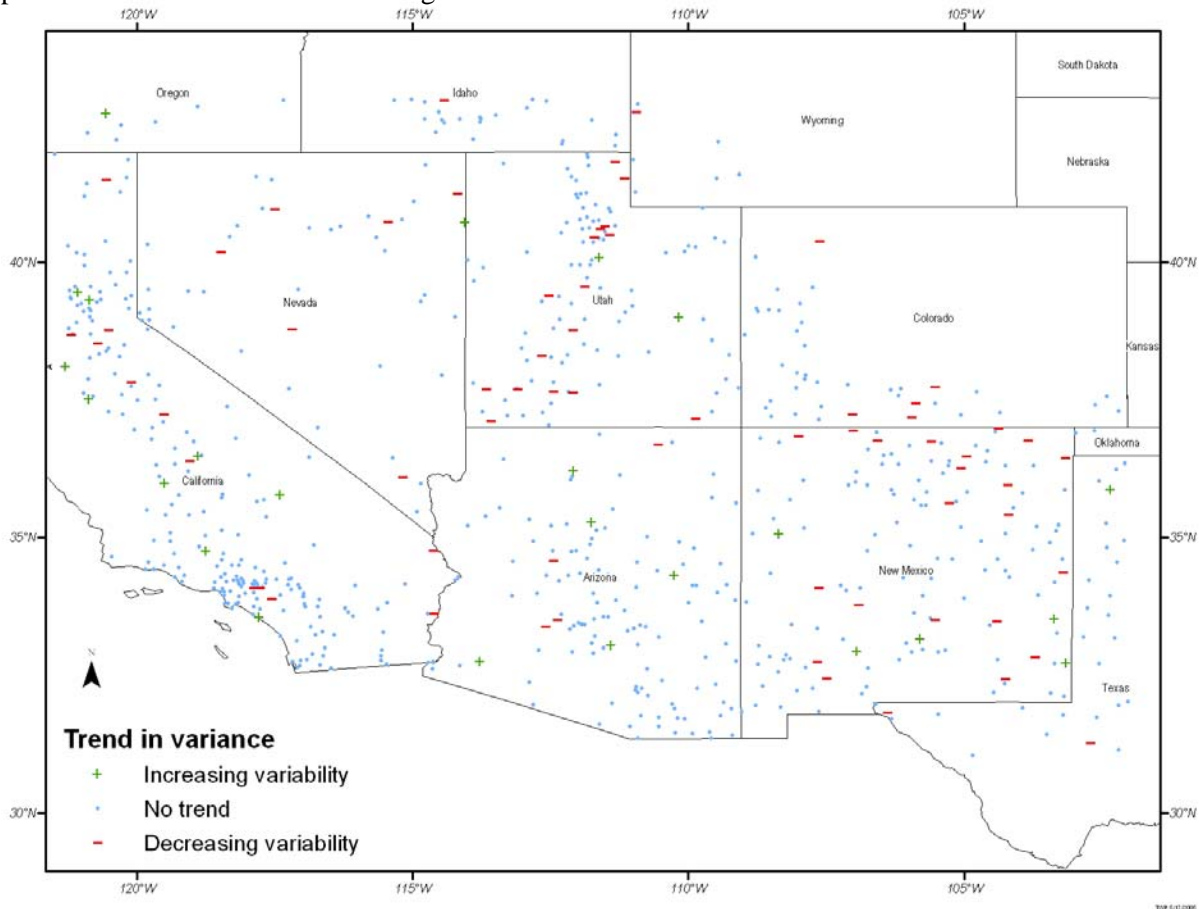 120°W 115°W 110°W 105°W
South Dakota
Oregon Idaho
Wyoming
Nebraska
40°N 40°N
Nevada Utah
Colorado
Kansas
Oklahoma
California
35°N 35°N
Arizona New Mexico
N
Texas
Trend in variance
Increasing variability
No trend
30°N 30°N
Decreasing variability
120°W 115°W 110°W 105°W